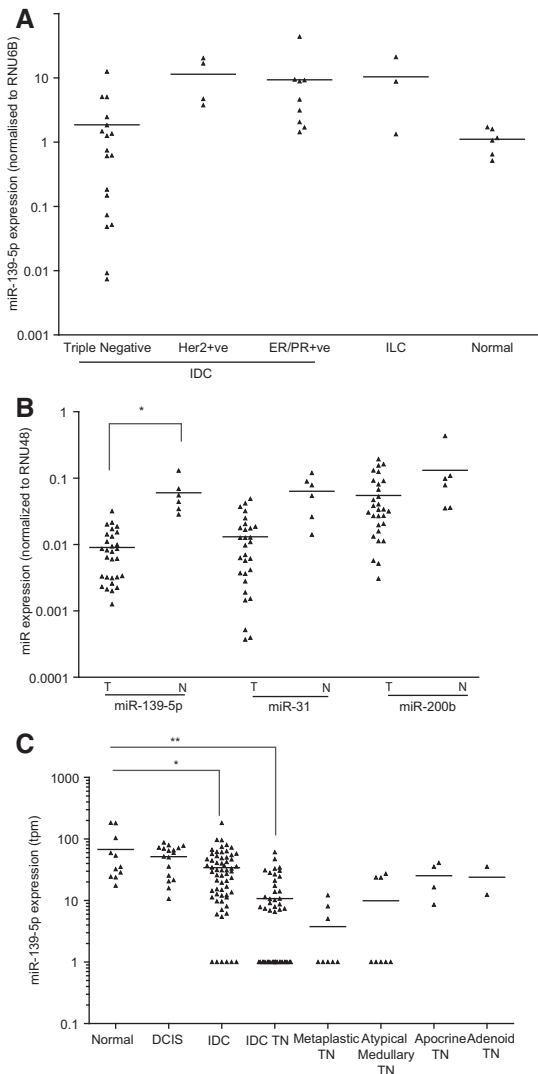 A
miR-139-5p expression (normalised to RNU6B)
100
10
1
0.1
0.01
0.001
Triple Negative Her2+ve ER/PR+ve ILC Normal
IDC
B
miR expression (normalized to RNU48)
1
0.1
0.01
0.001
0.0001
*
T N T N T N
miR-139-5p miR-31 miR-200b
C
miR-139-5p expression (tpm)
**
*
1000
100
10
1
0.1
Normal DCIS IDC IDC TN Metaplastic TN Atypical Medullary TN Apocrine TN Adenoid TN